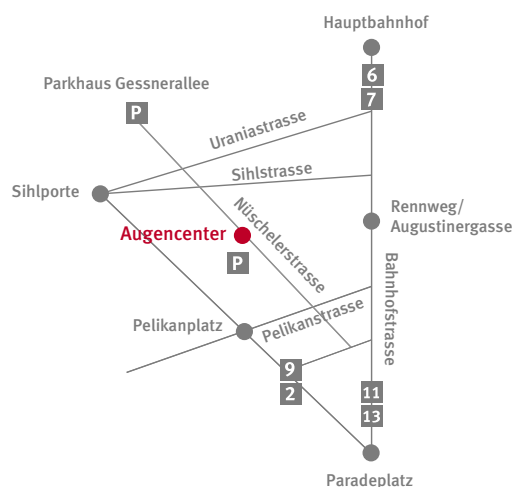 Hauptbahnhof
6
7
Parkhaus Gessnerallee
P
Uraniastrasse
Sihlstrasse
Sihlporte
Nüschelerstrasse
Rennweg/
Augustinergasse
Augencenter
P
Bahnhofstrasse
Pelikanstrasse
Pelikanplatz
9
2
11
13
Paradeplatz